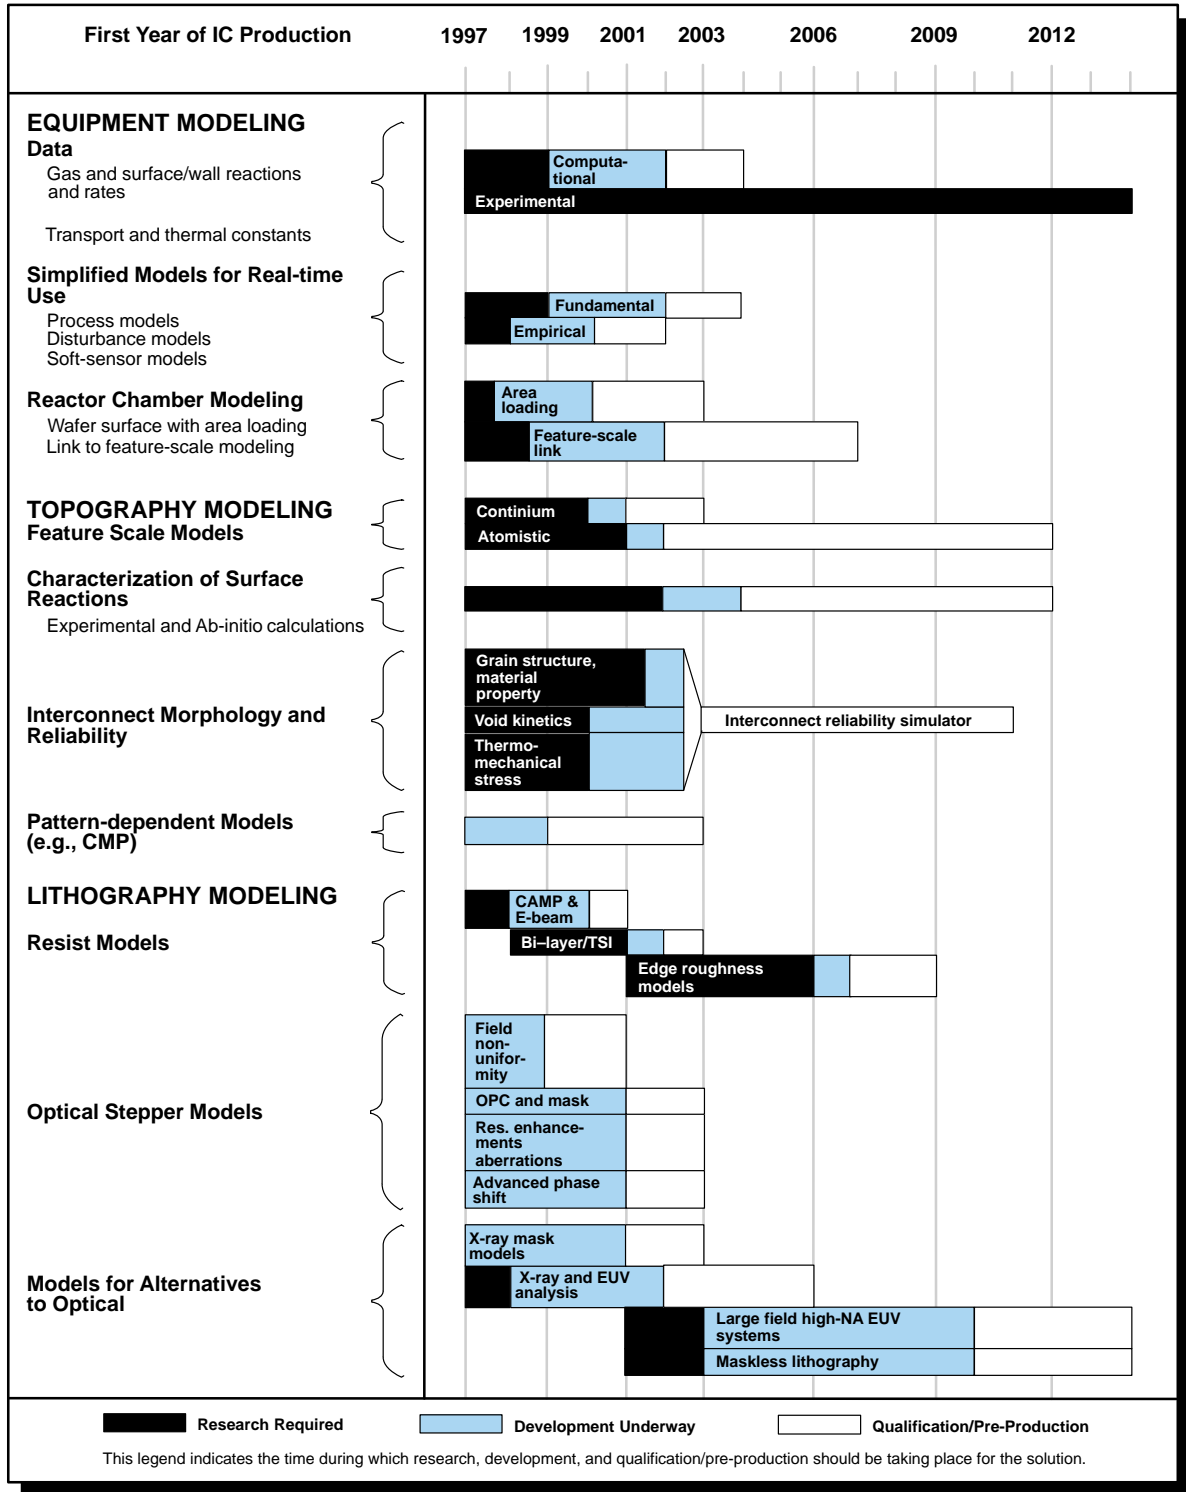 First Year of IC Production 1997 1999 2001 2003 2006 2009 2012
EQUIPMENT MODELING
Data
Gas and surface/wall reactions
and rates
Transport and thermal constants
Computa-
tional
Experimental
Simplified Models for Real-time
Use
Process models
Disturbance models
Soft-sensor models
Fundamental
Empirical
Reactor Chamber Modeling
Wafer surface with area loading
Link to feature-scale modeling
Area
loading
Feature-scale
link
TOPOGRAPHY MODELING
Feature Scale Models
Continium
Atomistic
Characterization of Surface
Reactions
Experimental and Ab-initio calculations
Interconnect Morphology and
Reliability
Grain structure,
material
property
Void kinetics
Thermo-
mechanical
stress
Interconnect reliability simulator
Pattern-dependent Models
(e.g., CMP)
LITHOGRAPHY MODELING
Resist Models
CAMP &
E-beam
Bi–layer/TSI
Edge roughness
models
Optical Stepper Models
Field
non-
unifor-
mity
OPC and mask
Res. enhance-
ments
aberrations
Advanced phase
shift
Models for Alternatives
to Optical
X-ray mask
models
X-ray and EUV
analysis
Large field high-NA EUV
systems
Maskless lithography
Research Required Development Underway Qualification/Pre-Production
This legend indicates the time during which research, development, and qualification/pre-production should be taking place for the solution.